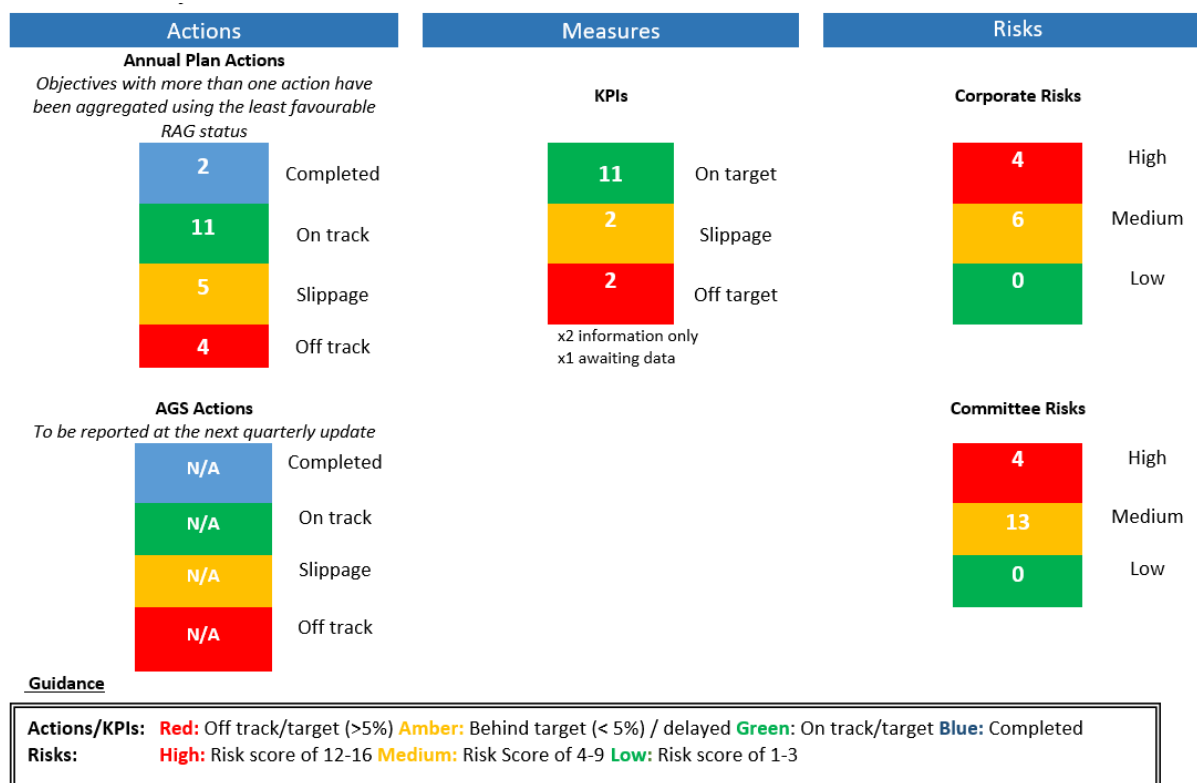 Actions
Annual Plan Actions
Objectives with more than one action have
been aggregated using the least favourable
RAG status
2 Completed
11 On track
5 Slippage
4 Off track
AGS Actions
To be reported at the next quarterly update
N/A Completed
N/A On track
N/A Slippage
N/A Off track
Measures
KPIs
11 On target
2 Slippage
2 Off target
x2 information only
x1 awaiting data
Risks
Corporate Risks
4 High
6 Medium
0 Low
Committee Risks
4 High
13 Medium
0 Low
Guidance
Actions/KPIs: Red: Off track/target (>5%) Amber: Behind target (< 5%) / delayed Green: On track/target Blue: Completed
Risks: High: Risk score of 12-16 Medium: Risk Score of 4-9 Low: Risk score of 1-3